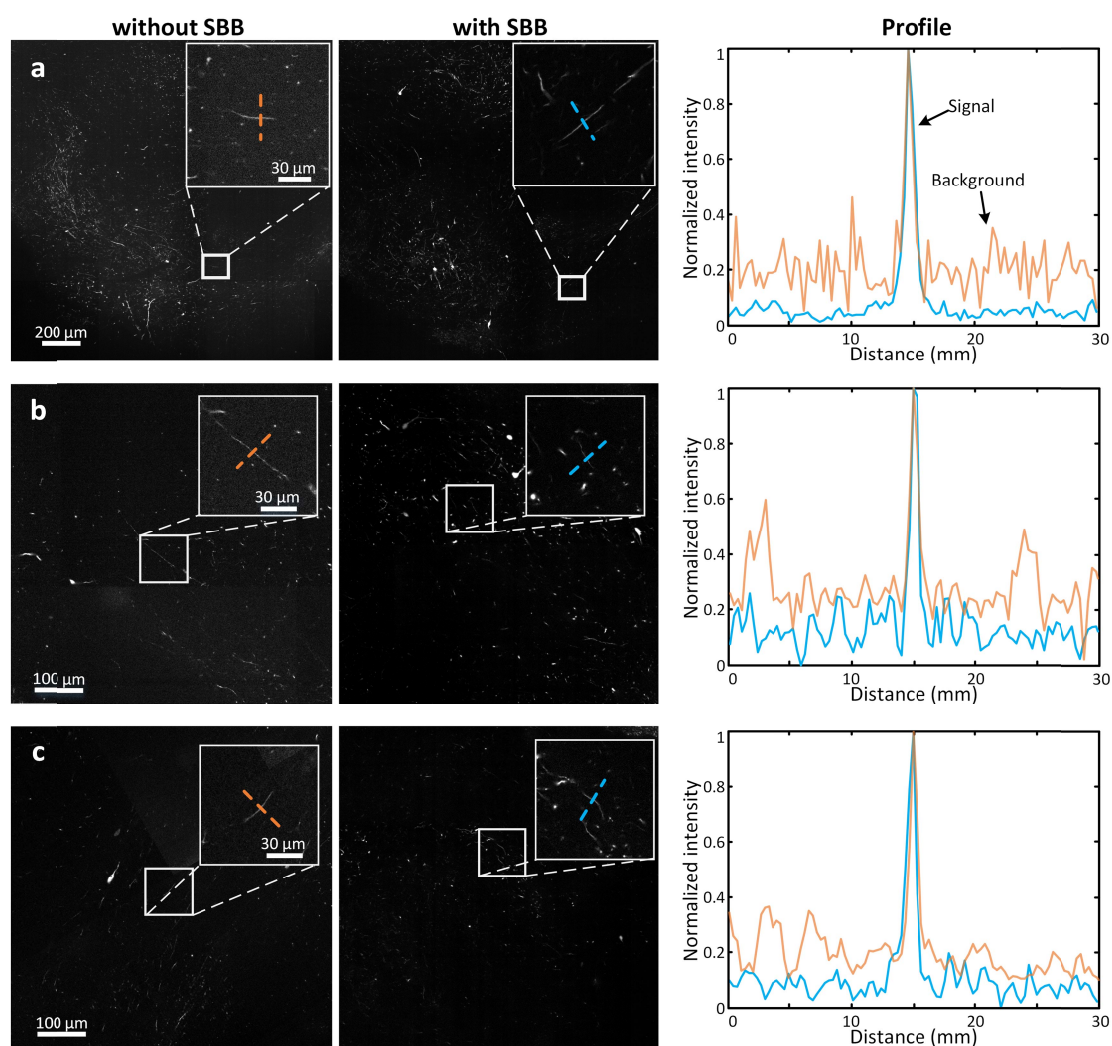 without SBB
with SBB
Profile
a
30 µm
200 µm
Normalized intensity
1
0.8
0.6
0.4
0.2
0
Signal
Background
0
10
20
30
Distance (mm)
b
30 µm
100 µm
Normalized intensity
1
0.8
0.6
0.4
0.2
0
0
10
20
30
Distance (mm)
c
30 µm
100 µm
Normalized intensity
1
0.8
0.6
0.4
0.2
0
0
10
20
30
Distance (mm)